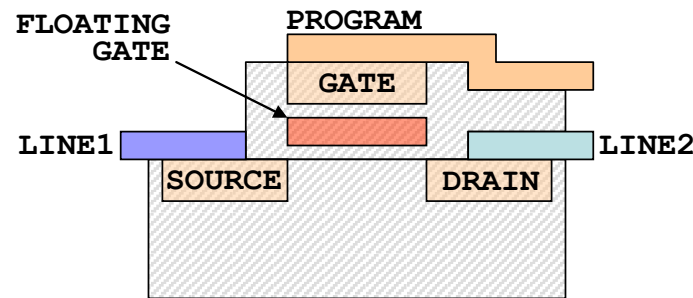 PROGRAM
FLOATING
GATE
GATE
LINE1
LINE2
SOURCE
DRAIN